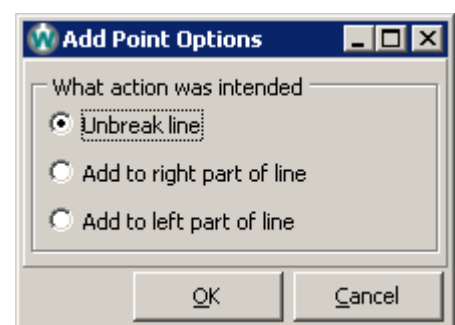 Add Point Options
What action was intended
Unbreak line
Add to right part of line
Add to left part of line
OK
Cancel